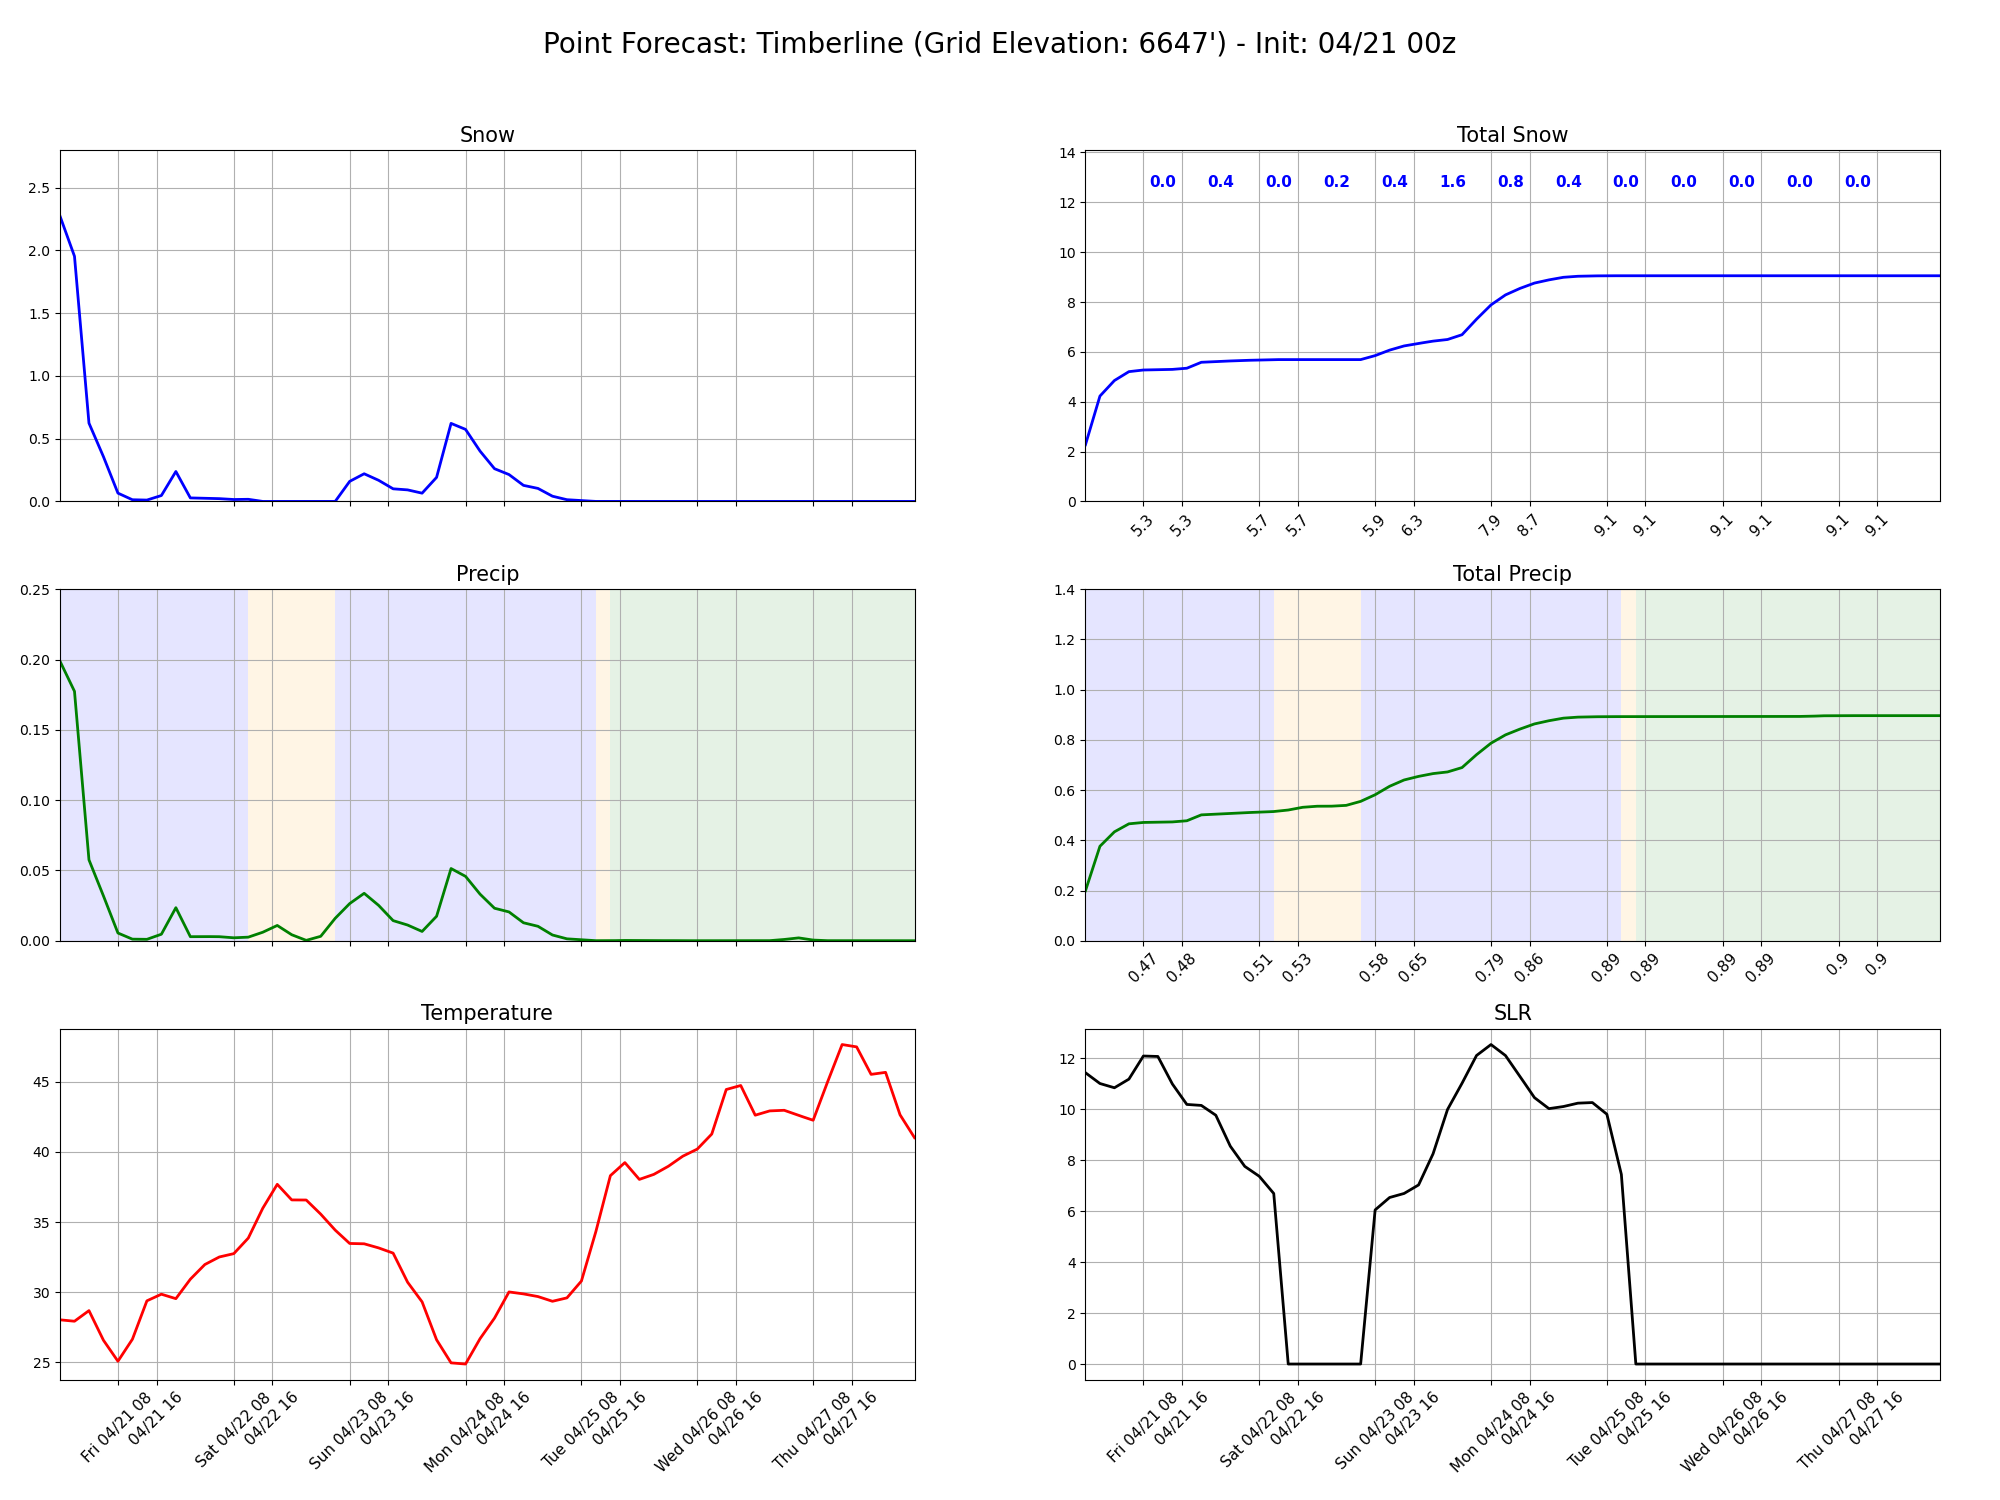 Point Forecast: Timberline (Grid Elevation: 6647') - Init: 04/21 00z
Snow
2.5
2.0
1.5
1.0
0.5
0.0
Total Snow
14
12
10
8
6
4
2
0
0.0 0.4 0.0 0.2 0.4 1.6 0.8 0.4 0.0 0.0 0.0 0.0 0.0
5.3 5.3 5.7 5.7 5.9 6.3 7.9 8.7 9.1 9.1 9.1 9.1 9.1 9.1
Precip
0.25
0.20
0.15
0.10
0.05
0.00
Total Precip
1.4
1.2
1.0
0.8
0.6
0.4
0.2
0.0
0.47 0.48 0.51 0.53 0.58 0.65 0.79 0.86 0.89 0.89 0.89 0.89 0.9 0.9
Temperature
45
40
35
30
25
Fri 04/21 08
04/21 16
Sat 04/22 08
04/22 16
Sun 04/23 08
04/23 16
Mon 04/24 08
04/24 16
Tue 04/25 08
04/25 16
Wed 04/26 08
04/26 16
Thu 04/27 08
04/27 16
SLR
12
10
8
6
4
2
0
Fri 04/21 08
04/21 16
Sat 04/22 08
04/22 16
Sun 04/23 08
04/23 16
Mon 04/24 08
04/24 16
Tue 04/25 08
04/25 16
Wed 04/26 08
04/26 16
Thu 04/27 08
04/27 16